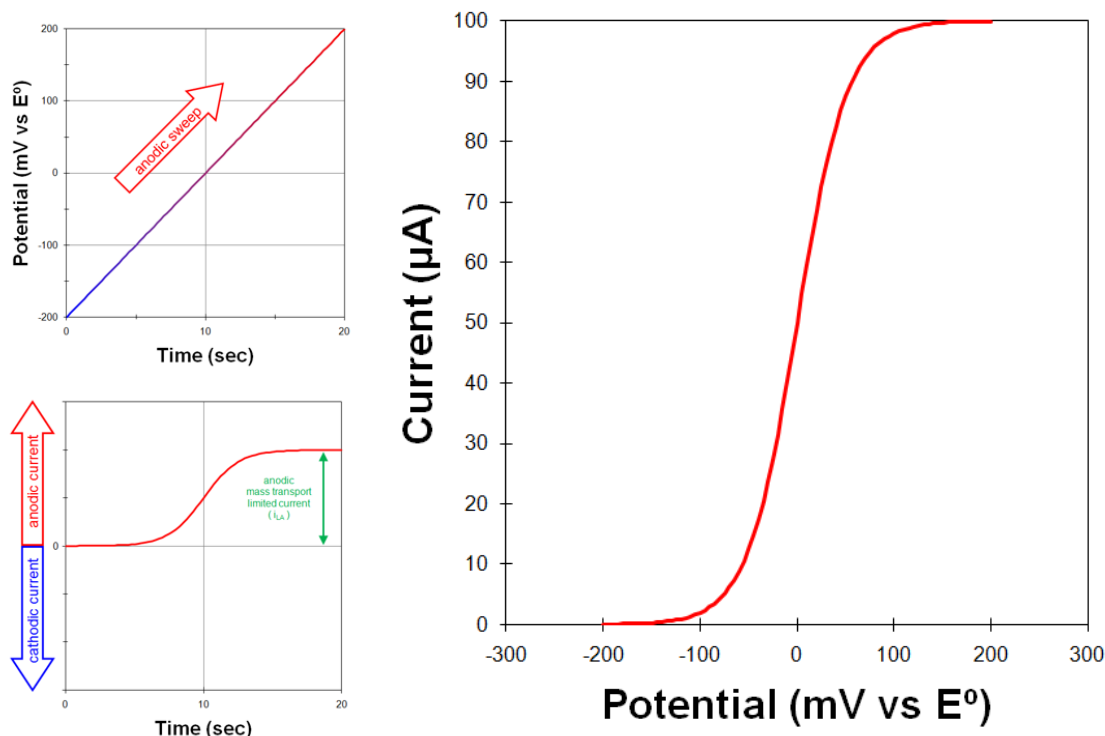 200
100
0
-100
-200
Potential (mV vs Eº)
anodic sweep
0
10
20
Time (sec)
anodic current
cathodic current
0
anodic
mass transport
limited current
( iLA )
0
10
20
Time (sec)
100
90
80
70
60
50
40
30
20
10
0
Current (µA)
-300
-200
-100
0
100
200
300
Potential (mV vs Eº)